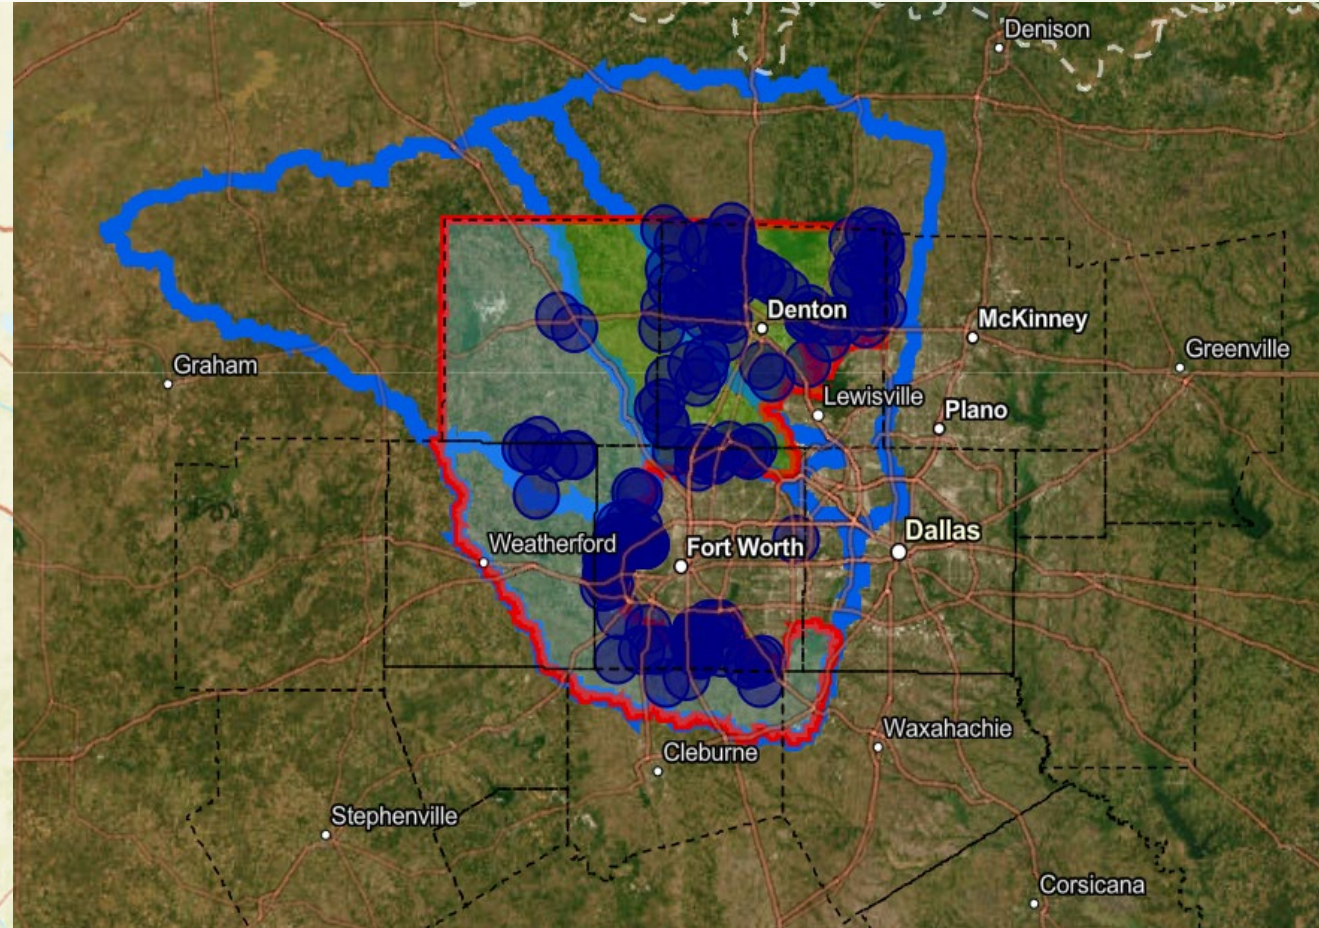 Denison
Denton
McKinney
Greenville
Graham
Lewisville
Plano
Weatherford
Fort Worth
Dallas
Waxahachie
Cleburne
Stephenville
Corsicana